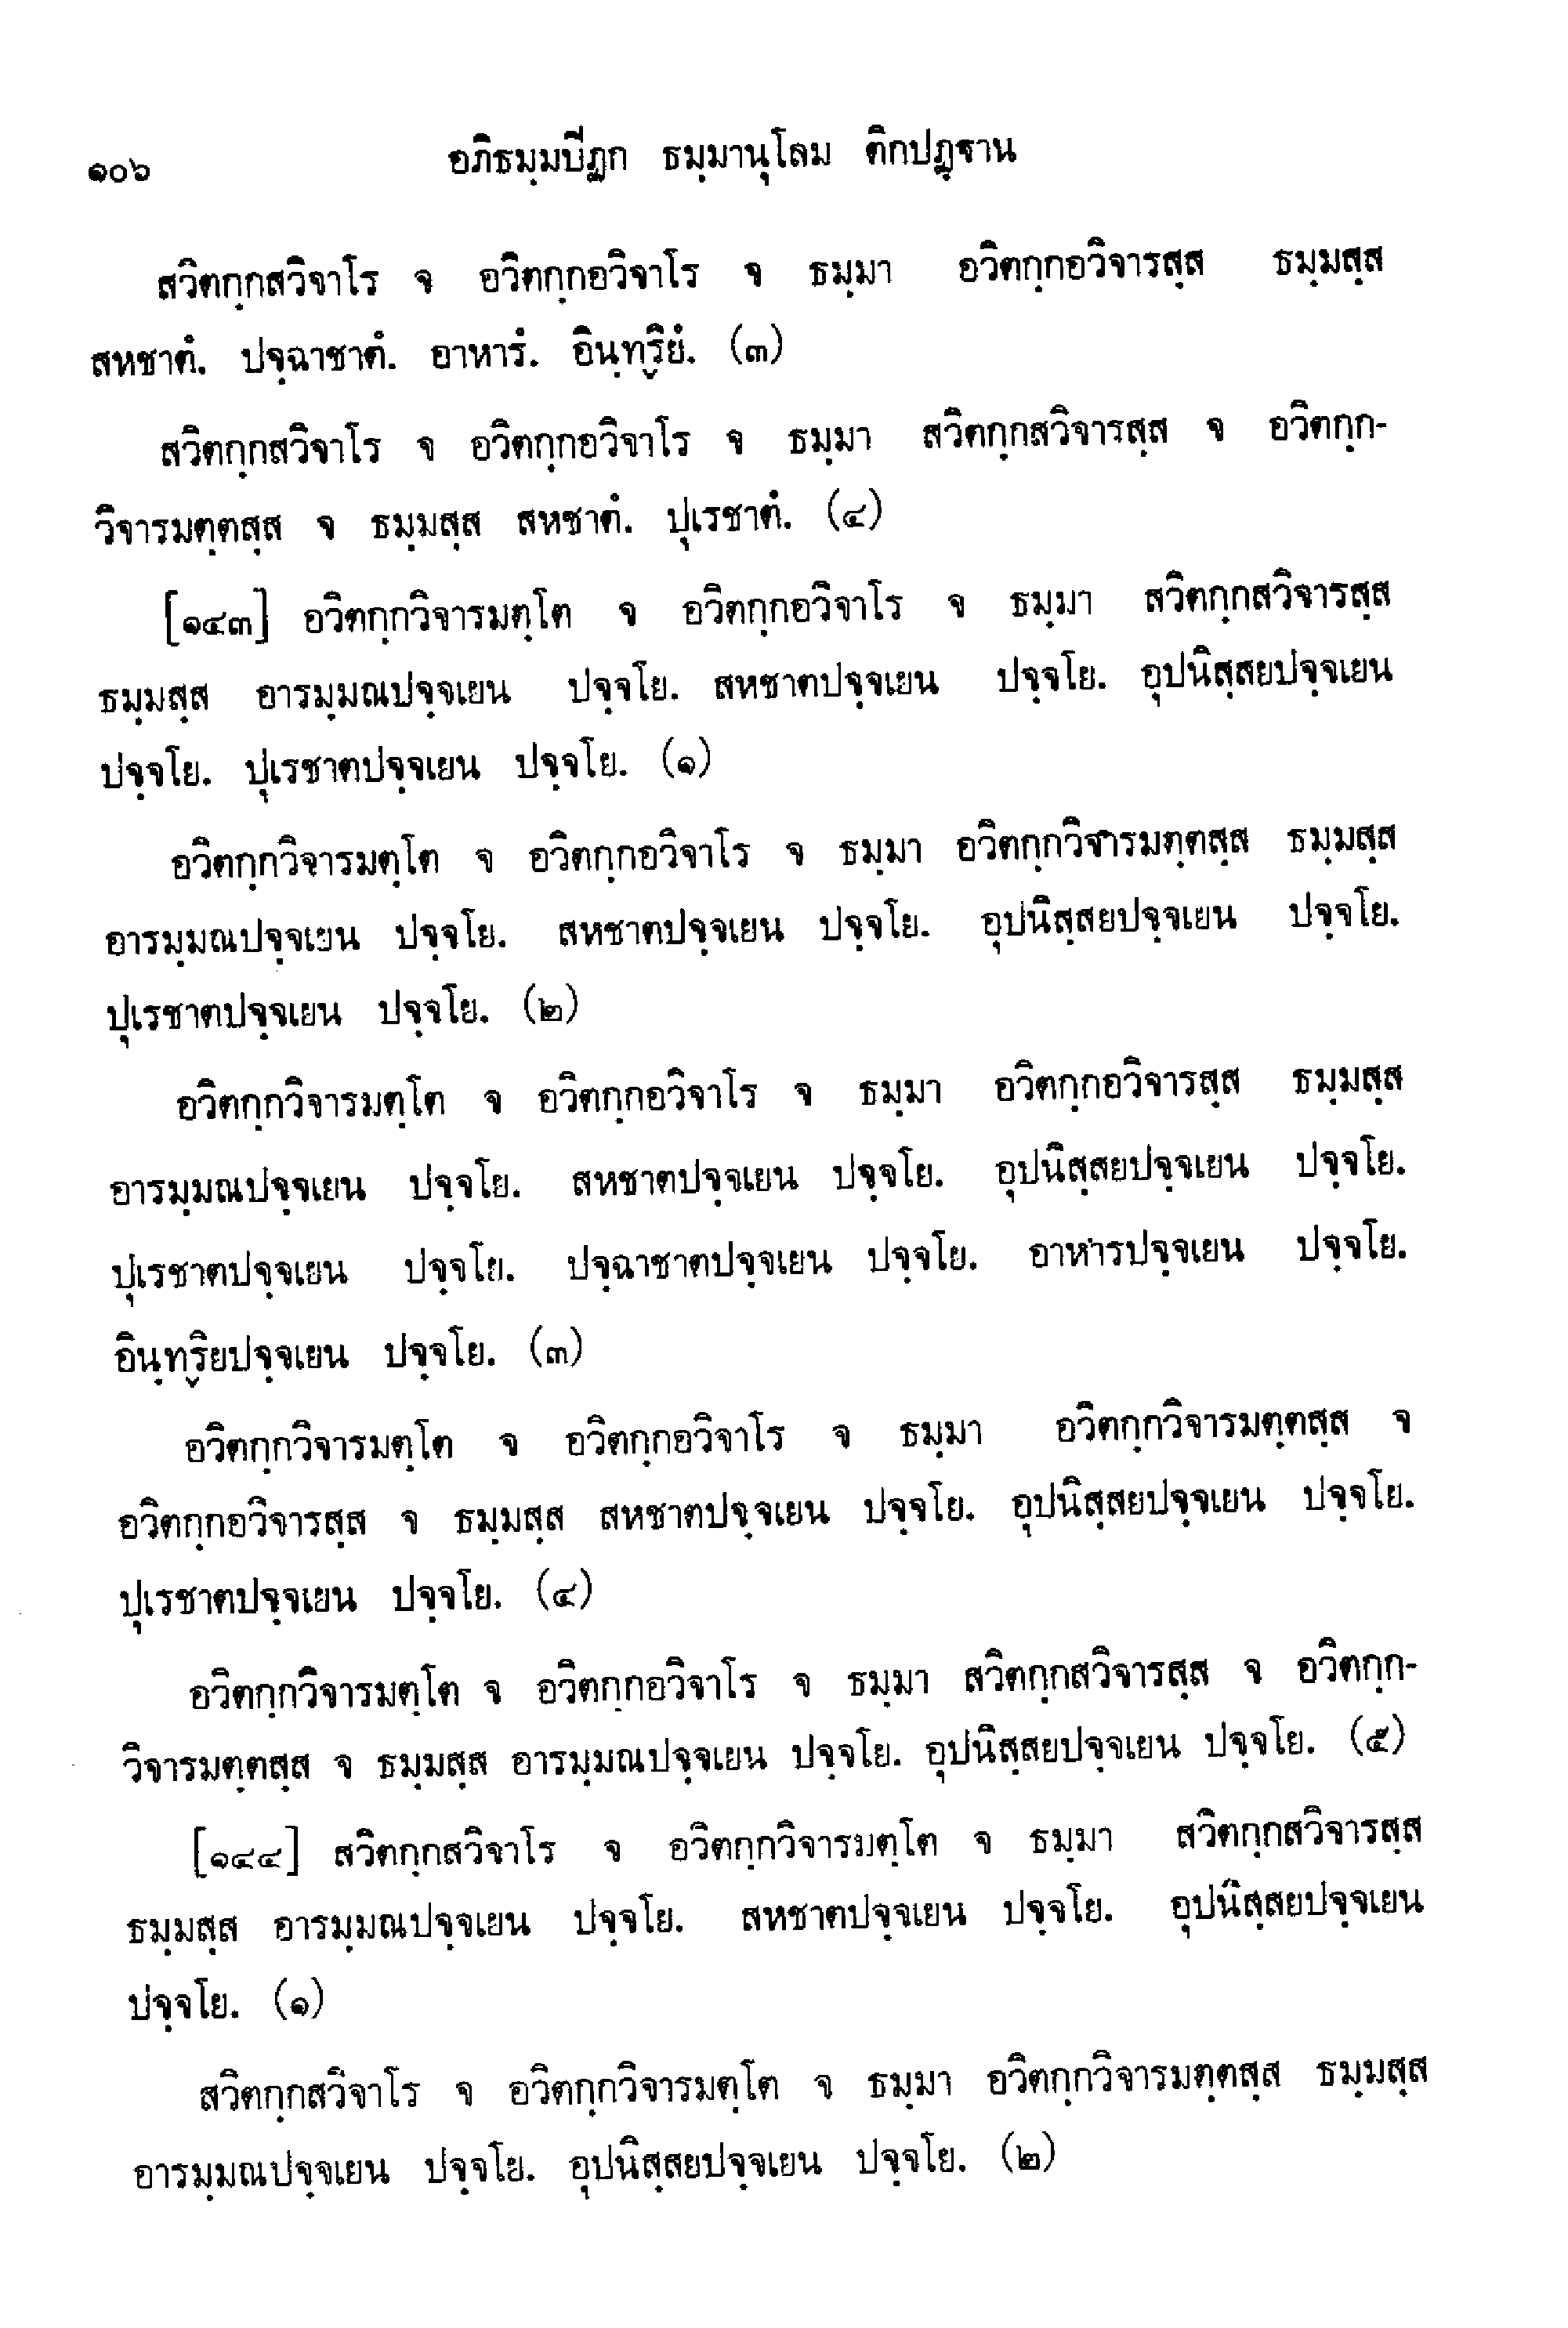 ๑๐๖ อภิธมฺมปีฏก ธมฺมานุโลม ติกปฏฺฐาน
สวิตกฺกสวิจาโร จ อวิตกฺกอวิจาโร จ ธมฺมา อวิตกฺกอวิจารสฺส ธมฺมสฺส
สหชาตํ. ปจฺฉาชาตํ. อาหารํ. อินฺทฺริยํ. (๓)
สวิตกฺกสวิจาโร จ อวิตกฺกอวิจาโร จ ธมฺมา สวิตกฺกสวิจารสฺส จ อวิตกฺก-
วิจารมตฺตสฺส จ ธมฺมสฺส สหชาตํ. ปุเรชาตํ. (๔)
[๑๔๓] อวิตกฺกวิจารมตฺโต จ อวิตกฺกอวิจาโร จ ธมฺมา สวิตกฺกสวิจารสฺส
ธมฺมสฺส อารมฺมณปจฺจเยน ปจฺจโย. สหชาตปจฺจเยน ปจฺจโย. อุปนิสฺสยปจฺจเยน
ปจฺจโย. ปุเรชาตปจฺจเยน ปจฺจโย. (๑)
อวิตกฺกวิจารมตฺโต จ อวิตกฺกอวิจาโร จ ธมฺมา อวิตกฺกวิจารมตฺตสฺส ธมฺมสฺส
อารมฺมณปจฺจเยน ปจฺจโย. สหชาตปจฺจเยน ปจฺจโย. อุปนิสฺสยปจฺจเยน ปจฺจโย.
ปุเรชาตปจฺจเยน ปจฺจโย. (๒)
อวิตกฺกวิจารมตฺโต จ อวิตกฺกอวิจาโร จ ธมฺมา อวิตกฺกอวิจารสฺส ธมฺมสฺส
อารมฺมณปจฺจเยน ปจฺจโย. สหชาตปจฺจเยน ปจฺจโย. อุปนิสฺสยปจฺจเยน ปจฺจโย.
ปุเรชาตปจฺจเยน ปจฺจโย. ปจฺฉาชาตปจฺจเยน ปจฺจโย. อาหารปจฺจเยน ปจฺจโย.
อินฺทฺริยปจฺจเยน ปจฺจโย. (๓)
อวิตกฺกวิจารมตฺโต จ อวิตกฺกอวิจาโร จ ธมฺมา อวิตกฺกวิจารมตฺตสฺส จ
อวิตกฺกอวิจารสฺส จ ธมฺมสฺส สหชาตปจฺจเยน ปจฺจโย. อุปนิสฺสยปจฺจเยน ปจฺจโย.
ปุเรชาตปจฺจเยน ปจฺจโย. (๔)
อวิตกฺกวิจารมตฺโต จ อวิตกฺกอวิจาโร จ ธมฺมา สวิตกฺกสวิจารสฺส จ อวิตกฺก-
วิจารมตฺตสฺส จ ธมฺมสฺส อารมฺมณปจฺจเยน ปจฺจโย. อุปนิสฺสยปจฺจเยน ปจฺจโย. (๕)
[๑๔๔] สวิตกฺกสวิจาโร จ อวิตกฺกวิจารมตฺโต จ ธมฺมา สวิตกฺกสวิจารสฺส
ธมฺมสฺส อารมฺมณปจฺจเยน ปจฺจโย. สหชาตปจฺจเยน ปจฺจโย. อุปนิสฺสยปจฺจเยน
ปจฺจโย. (๑)
สวิตกฺกสวิจาโร จ อวิตกฺกวิจารมตฺโต จ ธมฺมา อวิตกฺกวิจารมตฺตสฺส ธมฺมสฺส
อารมฺมณปจฺจเยน ปจฺจโย. อุปนิสฺสยปจฺจเยน ปจฺจโย. (๒)